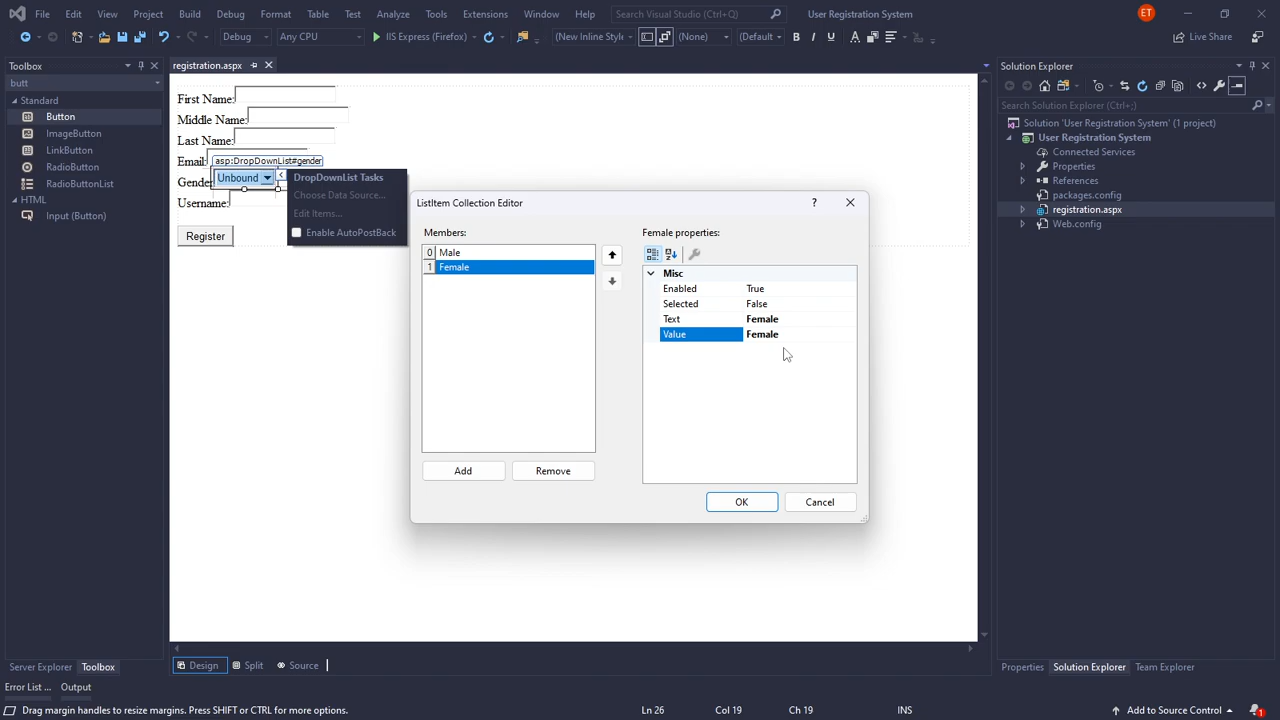 File Edit View Project Build Debug Format Table Test Analyze Tools Extensions Window Help Search Visual Studio (Ctrl+Q) User Registration System ET
Debug Any CPU IIS Express (Firefox) (New Inline Style (None) (Default B I U A Live Share
Toolbox
registration.aspx
Solution Explorer
butt
Search Solution Explorer (Ctrl+;)
Standard
Button
ImageButton
LinkButton
RadioButton
RadioButtonList
HTML
Input (Button)
First Name:
Middle Name:
Last Name:
Email:
asp:DropDownList#gender
Gender
Unbound
Username:
Register
DropDownList Tasks
Choose Data Source...
Edit Items...
Enable AutoPostBack
ListItem Collection Editor
?
Members:
0 Male
1 Female
Add
Remove
Female properties:
Misc
Enabled True
Selected False
Text Female
Value Female
OK
Cancel
Solution 'User Registration System' (1 project)
User Registration System
Connected Services
Properties
References
packages.config
registration.aspx
Web.config
Design Split Source
Server Explorer Toolbox
Properties Solution Explorer Team Explorer
Error List ... Output
Drag margin handles to resize margins. Press SHIFT or CTRL for more options. Ln 26 Col 19 Ch 19 INS Add to Source Control 1